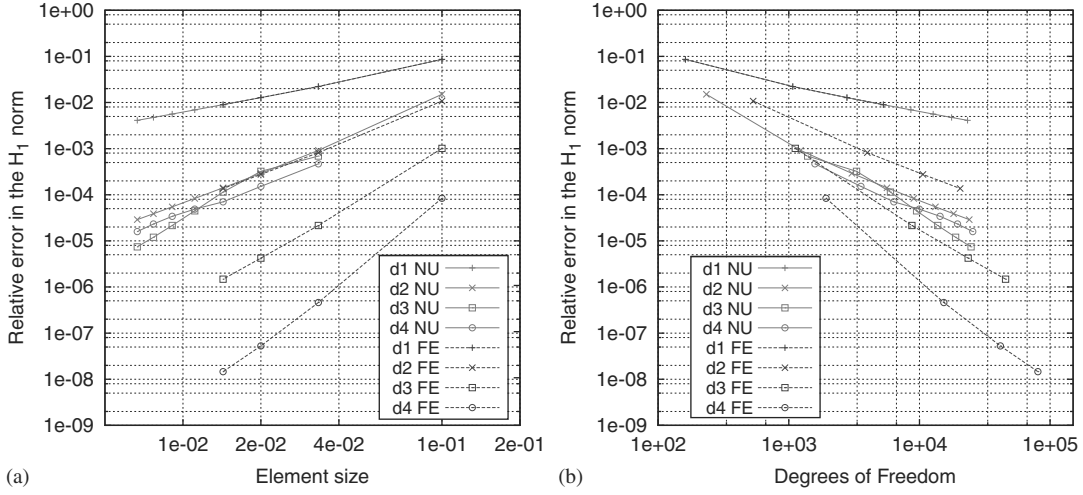 Relative error in the H1 norm
1e+00
1e-01
1e-02
1e-03
1e-04
1e-05
1e-06
1e-07
1e-08
1e-09
d1 NU
d2 NU
d3 NU
d4 NU
d1 FE
d2 FE
d3 FE
d4 FE
1e-02 2e-02 4e-02 1e-01 2e-01
(a) Element size
Relative error in the H1 norm
1e+00
1e-01
1e-02
1e-03
1e-04
1e-05
1e-06
1e-07
1e-08
1e-09
d1 NU
d2 NU
d3 NU
d4 NU
d1 FE
d2 FE
d3 FE
d4 FE
1e+02 1e+03 1e+04 1e+05
(b) Degrees of Freedom